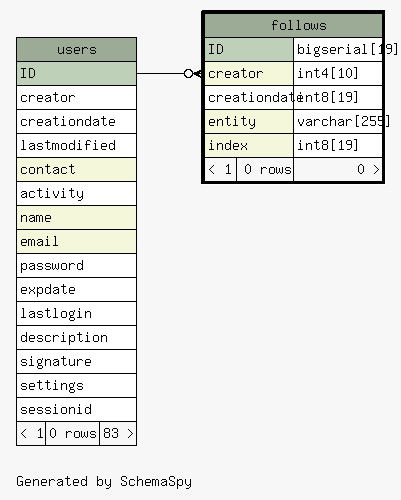 users
ID
creator
creationdate
lastmodified
contact
activity
name
email
password
expdate
lastlogin
description
signature
settings
sessionid
< 1 0 rows 83 >
follows
ID bigserial[19]
creator int4[10]
creationdate int8[19]
entity varchar[255]
index int8[19]
< 1 0 rows 0 >
Generated by SchemaSpy